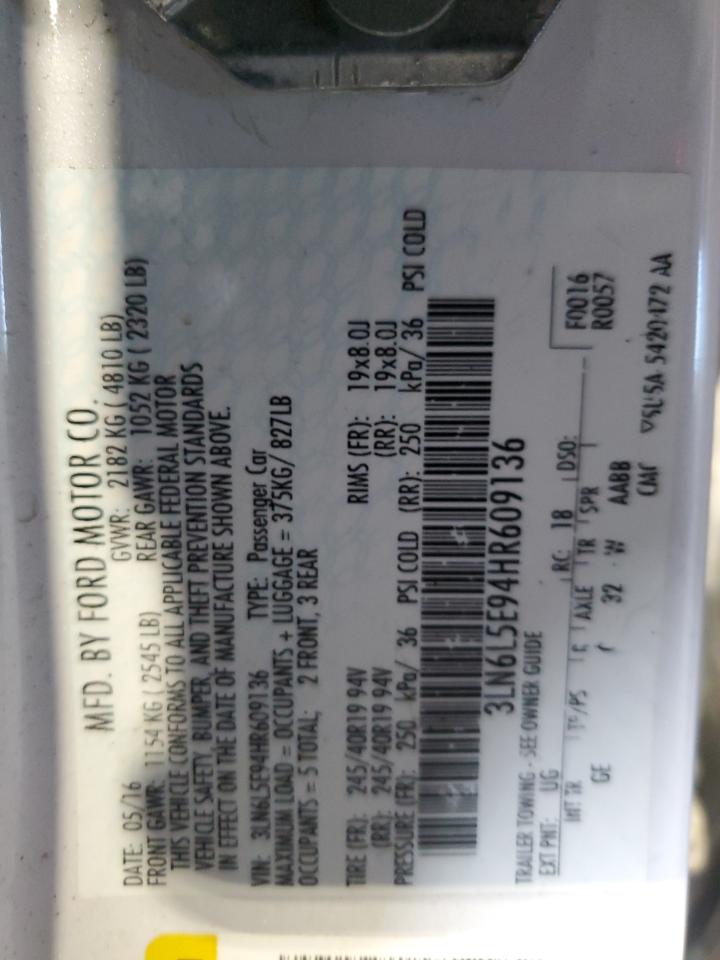 MFD. BY FORD MOTOR CO.
DATE: 05/16 GVWR: 2182 KG ( 4810 LB)
FRONT GAWR: 1154 KG ( 2545 LB) REAR GAWR: 1052 KG ( 2320 LB)
THIS VEHICLE CONFORMS TO ALL APPLICABLE FEDERAL MOTOR
VEHICLE SAFETY, BUMPER, AND THEFT PREVENTION STANDARDS
IN EFFECT ON THE DATE OF MANUFACTURE SHOWN ABOVE.
VIN: 3LN6L5E94HR609136 TYPE: Passenger Car
MAXIMUM LOAD = OCCUPANTS + LUGGAGE = 375KG/ 827LB
OCCUPANTS = 5 TOTAL; 2 FRONT, 3 REAR
TIRE (FR): 245/40R19 94V RIMS (FR): 19x8.0J
(RR): 245/40R19 94V (RR): 19x8.0J
PRESSURE (FR): 250 kPa/ 36 PSI COLD (RR): 250 kPa/ 36 PSI COLD
3LN6L5E94HR609136
TRAILER TOWING - SEE OWNER GUIDE
EXT PNT: UG RC: 18 DSO: F0016
R0057
INT TR TP/PS R AXLE TR SPR
GE 32 W AABB
CMC
5420472 AA